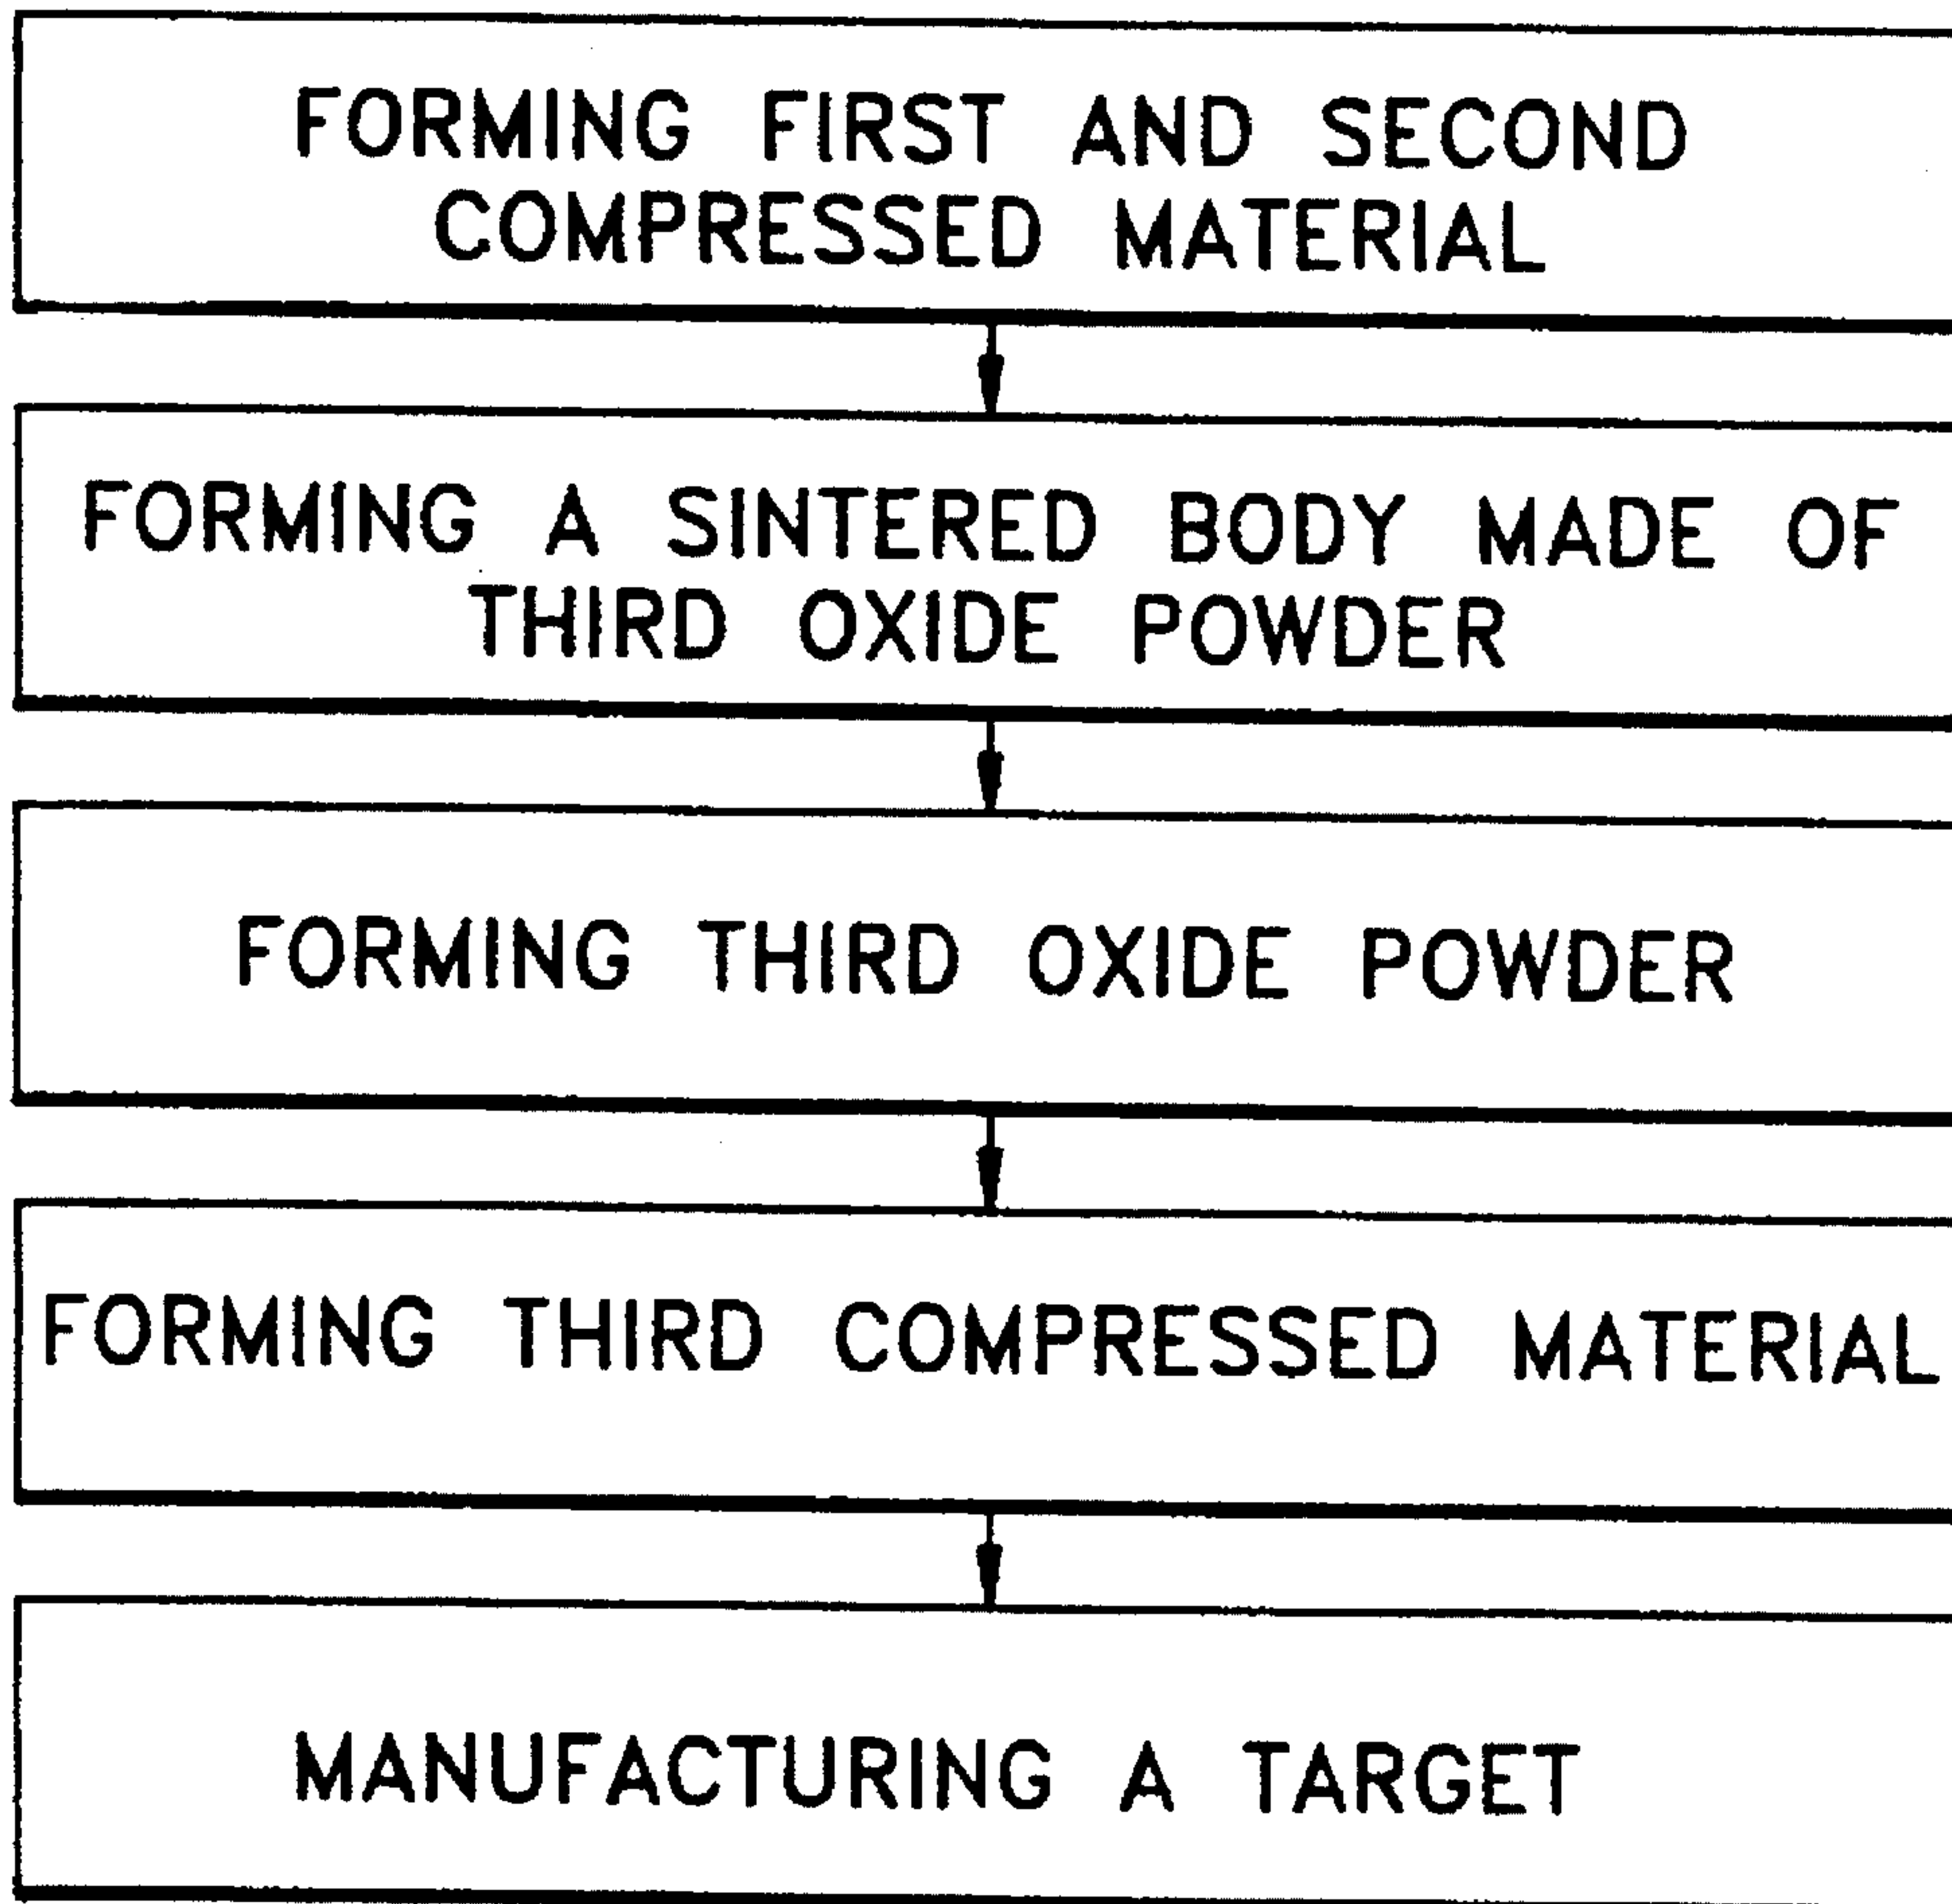 FORMING FIRST AND SECOND
COMPRESSED MATERIAL
FORMING A SINTERED BODY MADE OF
THIRD OXIDE POWDER
FORMING THIRD OXIDE POWDER
FORMING THIRD COMPRESSED MATERIAL
MANUFACTURING A TARGET